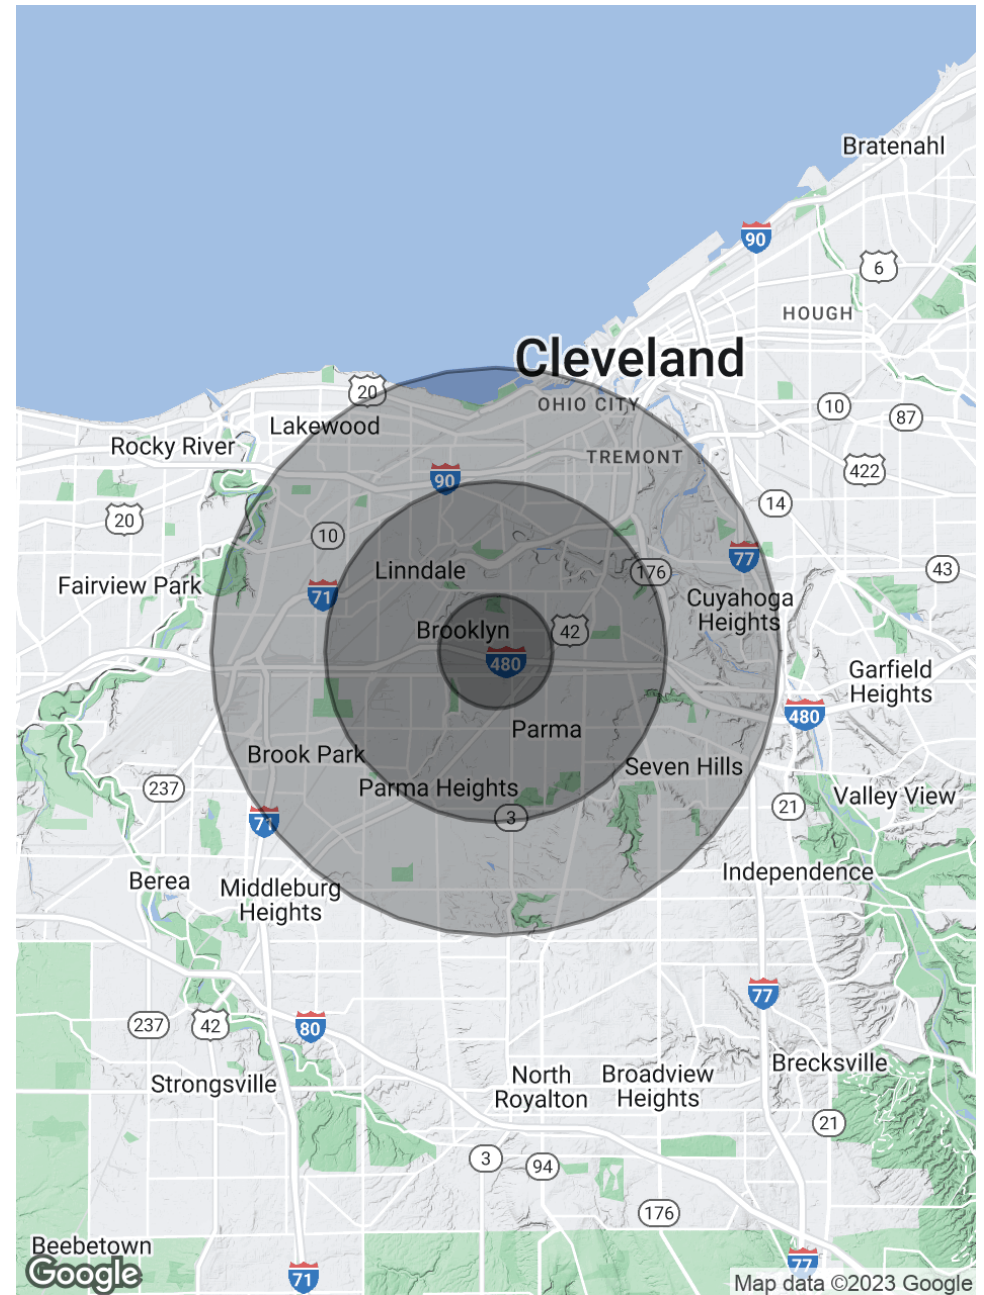 Bratenahl
90
6
HOUGH
Cleveland
20
OHIO CITY
10
87
Lakewood
Rocky River
TREMONT
422
90
14
20
10
77
43
Linndale
176
Fairview Park
71
Cuyahoga
Heights
Brooklyn
42
480
Garfield
Heights
480
Parma
Brook Park
Seven Hills
237
Parma Heights
Valley View
21
3
71
Independence
Berea
Middleburg
Heights
77
237
42
80
Brecksville
Strongsville
North
Royalton
Broadview
Heights
21
3
94
176
Beebetown
Google
71
77
Map data ©2023 Google